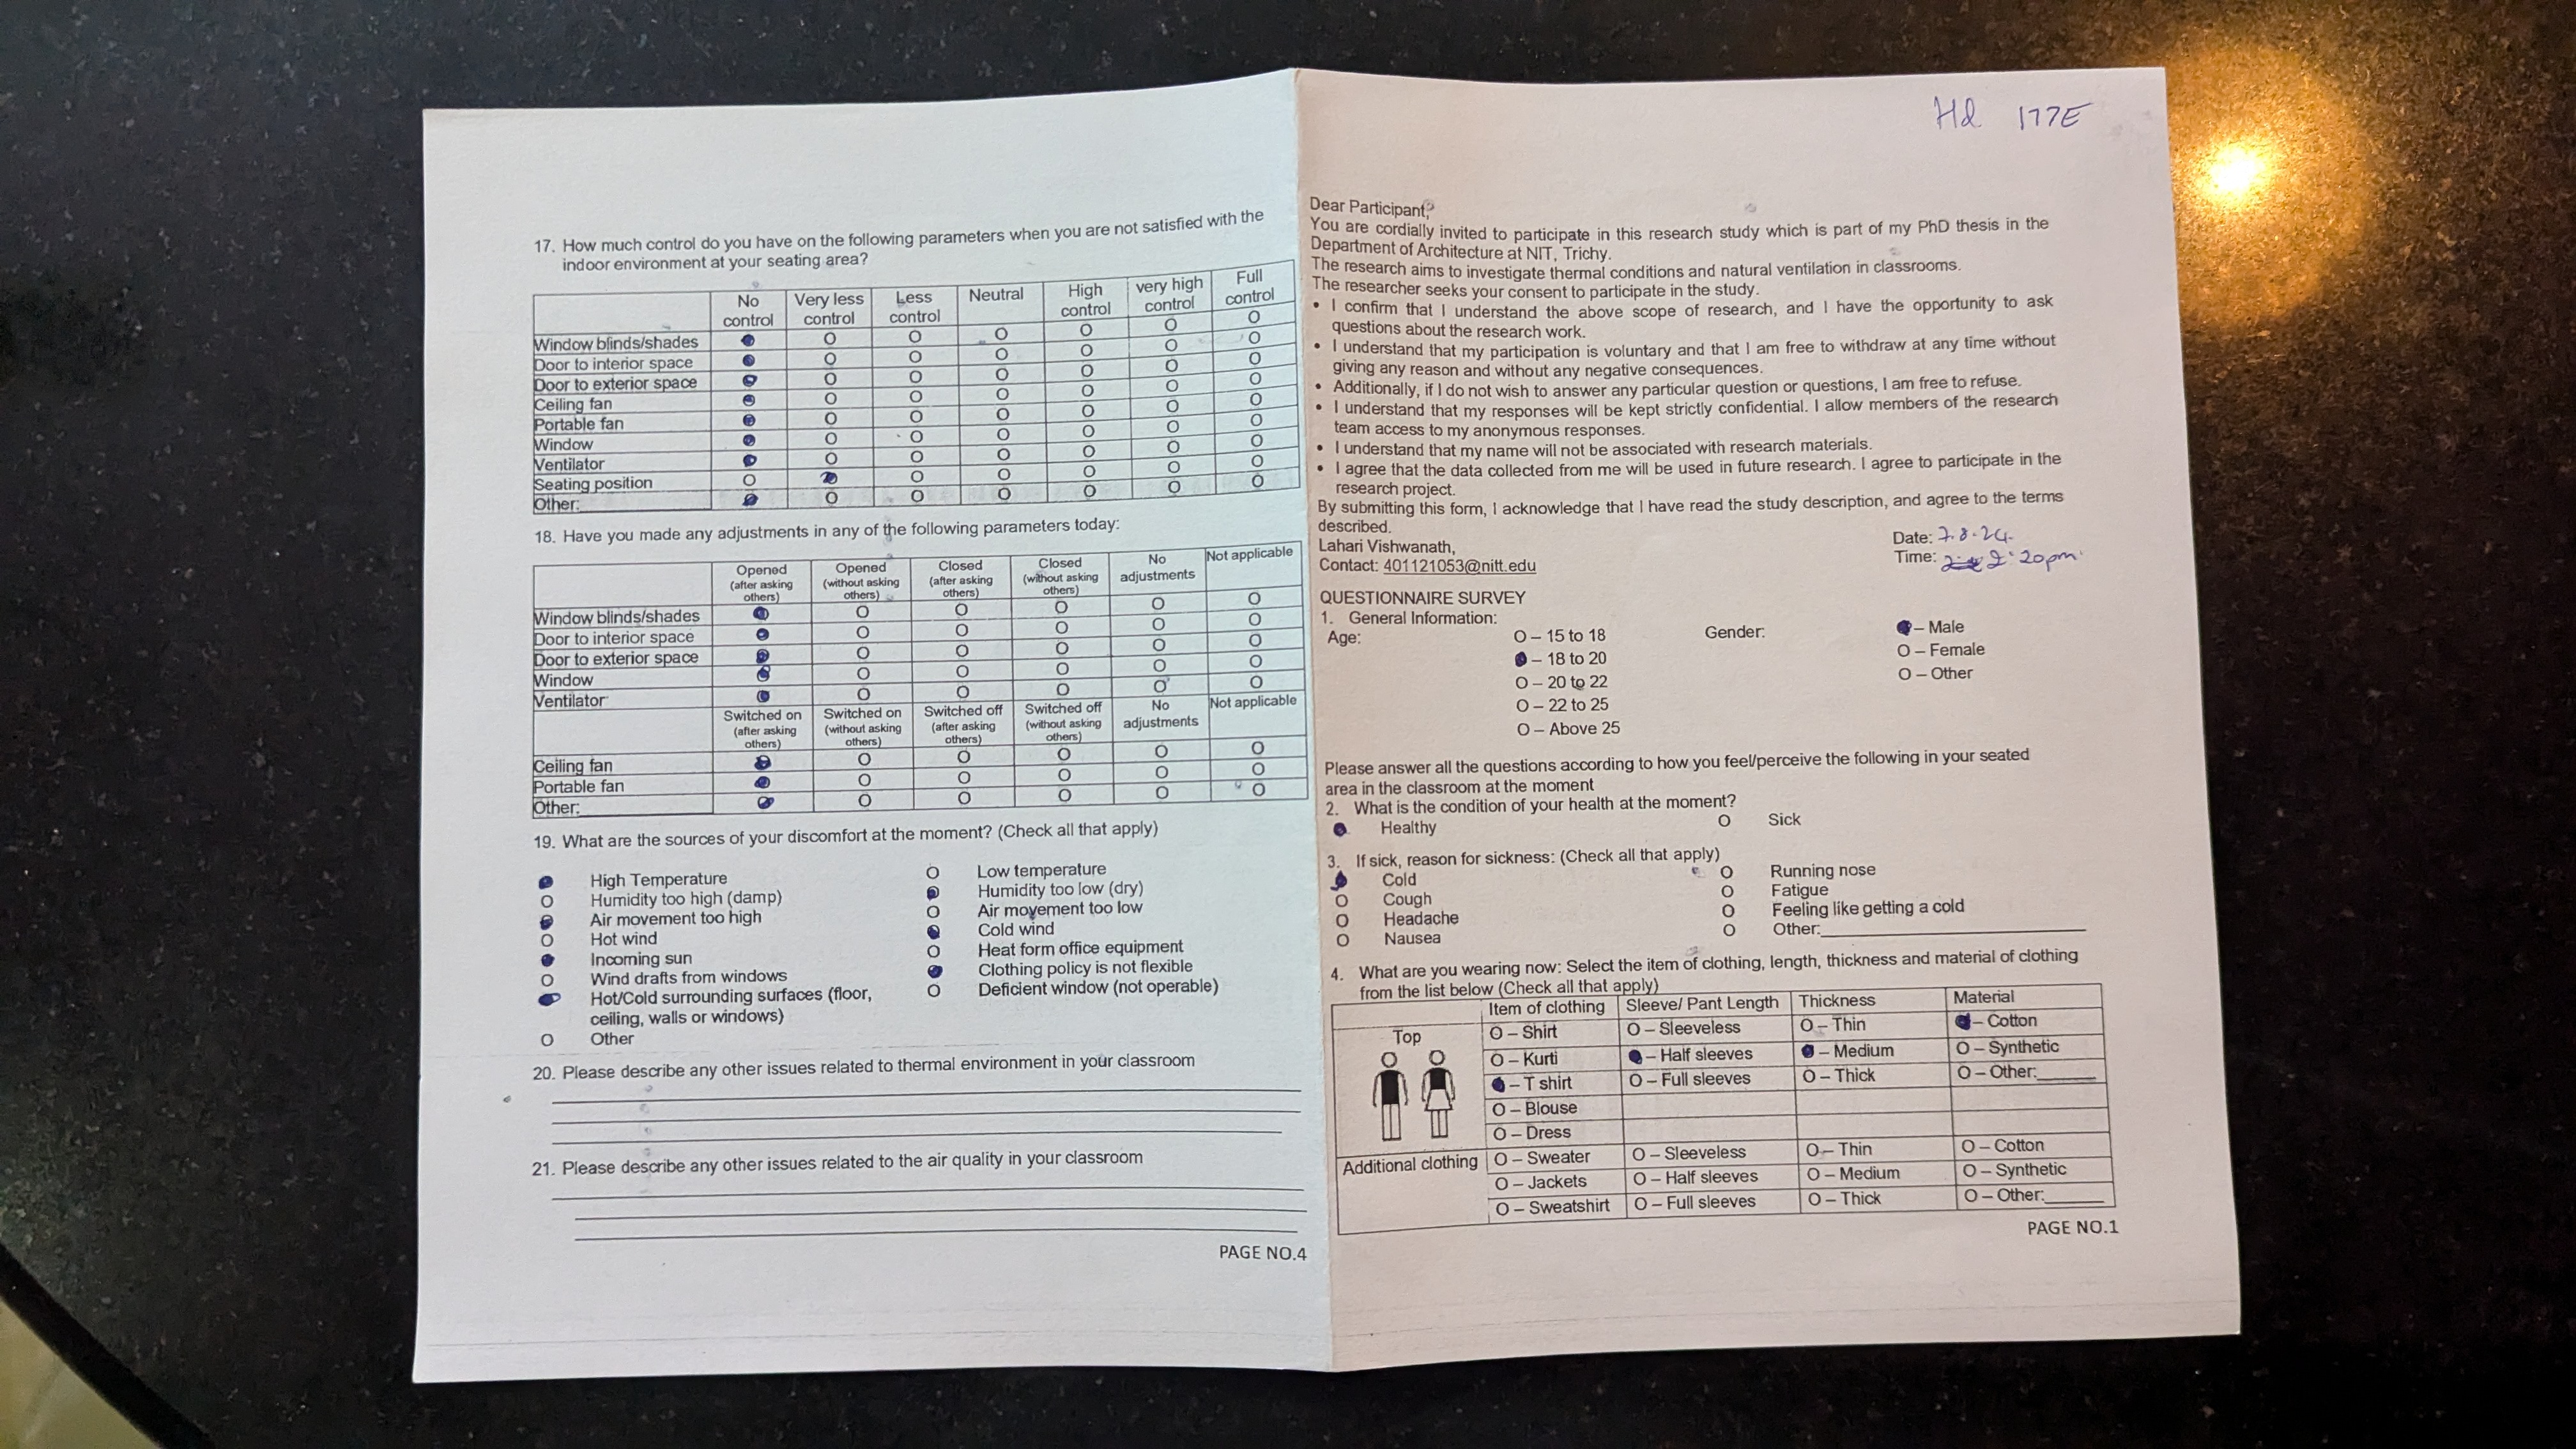 17. How much control do you have on the following parameters when you are not satisfied with the
indoor environment at your seating area?
No control Very less control Less control Neutral High control very high control Full control
Window blinds/shades ● O O O O O O
Door to interior space ● O O O O O O
Door to exterior space ● O O O O O O
Ceiling fan ● O O O O O O
Portable fan ● O O O O O O
Window ● O O O O O O
Ventilator ● O O O O O O
Seating position O ● O O O O O
Other: ● O O O O O O
18. Have you made any adjustments in any of the following parameters today:
Opened (after asking others) Opened (without asking others) Closed (after asking others) Closed (without asking others) No adjustments Not applicable
Window blinds/shades ● O O O O O
Door to interior space ● O O O O O
Door to exterior space ● O O O O O
Window ● O O O O O
Ventilator ● O O O O O
Switched on (after asking others) Switched on (without asking others) Switched off (after asking others) Switched off (without asking others) No adjustments Not applicable
Ceiling fan ● O O O O O
Portable fan ● O O O O O
Other: ● O O O O O
19. What are the sources of your discomfort at the moment? (Check all that apply)
● High Temperature O Low temperature
O Humidity too high (damp) ● Humidity too low (dry)
● Air movement too high O Air movement too low
O Hot wind ● Cold wind
● Incoming sun O Heat form office equipment
O Wind drafts from windows ● Clothing policy is not flexible
● Hot/Cold surrounding surfaces (floor, O Deficient window (not operable)
ceiling, walls or windows)
O Other
20. Please describe any other issues related to thermal environment in your classroom
21. Please describe any other issues related to the air quality in your classroom
PAGE NO.4
177E
Dear Participant,
You are cordially invited to participate in this research study which is part of my PhD thesis in the
Department of Architecture at NIT, Trichy.
The research aims to investigate thermal conditions and natural ventilation in classrooms.
The researcher seeks your consent to participate in the study.
• I confirm that I understand the above scope of research, and I have the opportunity to ask
questions about the research work.
• I understand that my participation is voluntary and that I am free to withdraw at any time without
giving any reason and without any negative consequences.
• Additionally, if I do not wish to answer any particular question or questions, I am free to refuse.
• I understand that my responses will be kept strictly confidential. I allow members of the research
team access to my anonymous responses.
• I understand that my name will not be associated with research materials.
• I agree that the data collected from me will be used in future research. I agree to participate in the
research project.
By submitting this form, I acknowledge that I have read the study description, and agree to the terms
described.
Lahari Vishwanath,
Contact: 401121053@nitt.edu
Date: 7.8.24.
Time: 2:20pm
QUESTIONNAIRE SURVEY
1. General Information:
Age: O – 15 to 18 Gender: ● – Male
● – 18 to 20 O – Female
O – 20 to 22 O – Other
O – 22 to 25
O – Above 25
Please answer all the questions according to how you feel/perceive the following in your seated
area in the classroom at the moment
2. What is the condition of your health at the moment?
● Healthy O Sick
3. If sick, reason for sickness: (Check all that apply)
● Cold O Running nose
O Cough O Fatigue
O Headache O Feeling like getting a cold
O Nausea O Other:
4. What are you wearing now: Select the item of clothing, length, thickness and material of clothing
from the list below (Check all that apply)
Item of clothing Sleeve/ Pant Length Thickness Material
Top O – Shirt O – Sleeveless O – Thin ● – Cotton
O – Kurti ● – Half sleeves ● – Medium O – Synthetic
● – T shirt O – Full sleeves O – Thick O – Other:
O – Blouse
O – Dress
Additional clothing O – Sweater O – Sleeveless O – Thin O – Cotton
O – Jackets O – Half sleeves O – Medium O – Synthetic
O – Sweatshirt O – Full sleeves O – Thick O – Other:
PAGE NO.1